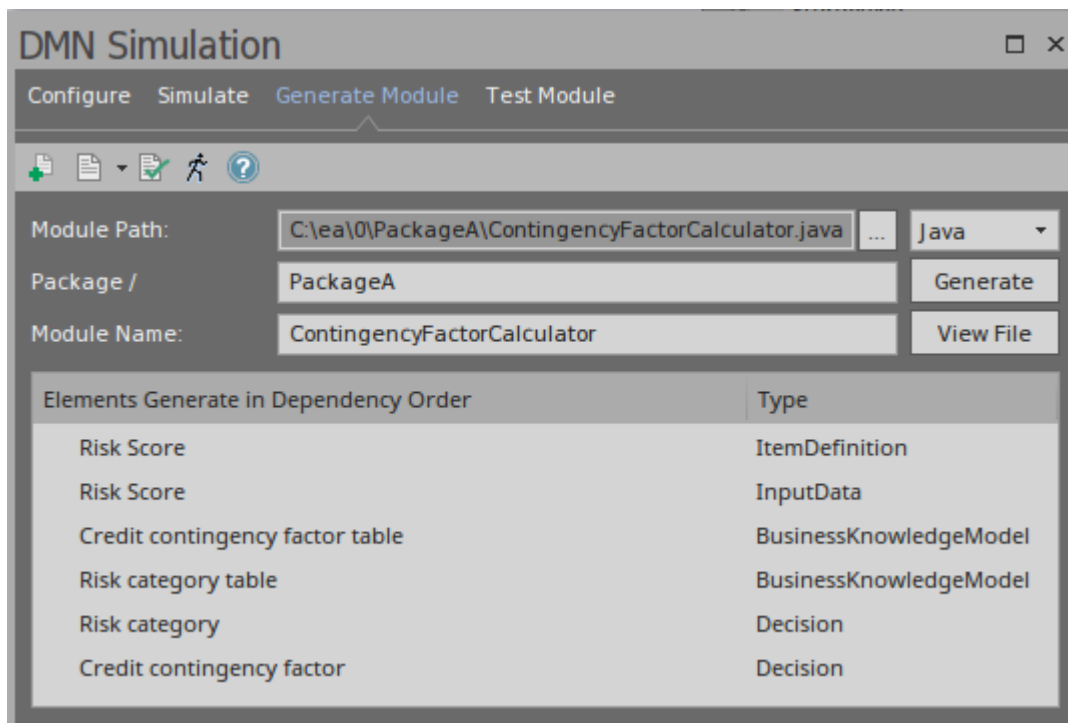 DMN Simulation
Configure Simulate Generate Module Test Module
Module Path: C:\ea\0\PackageA\ContingencyFactorCalculator.java ... Java
Package / PackageA Generate
Module Name: ContingencyFactorCalculator View File
Elements Generate in Dependency Order Type
Risk Score ItemDefinition
Risk Score InputData
Credit contingency factor table BusinessKnowledgeModel
Risk category table BusinessKnowledgeModel
Risk category Decision
Credit contingency factor Decision